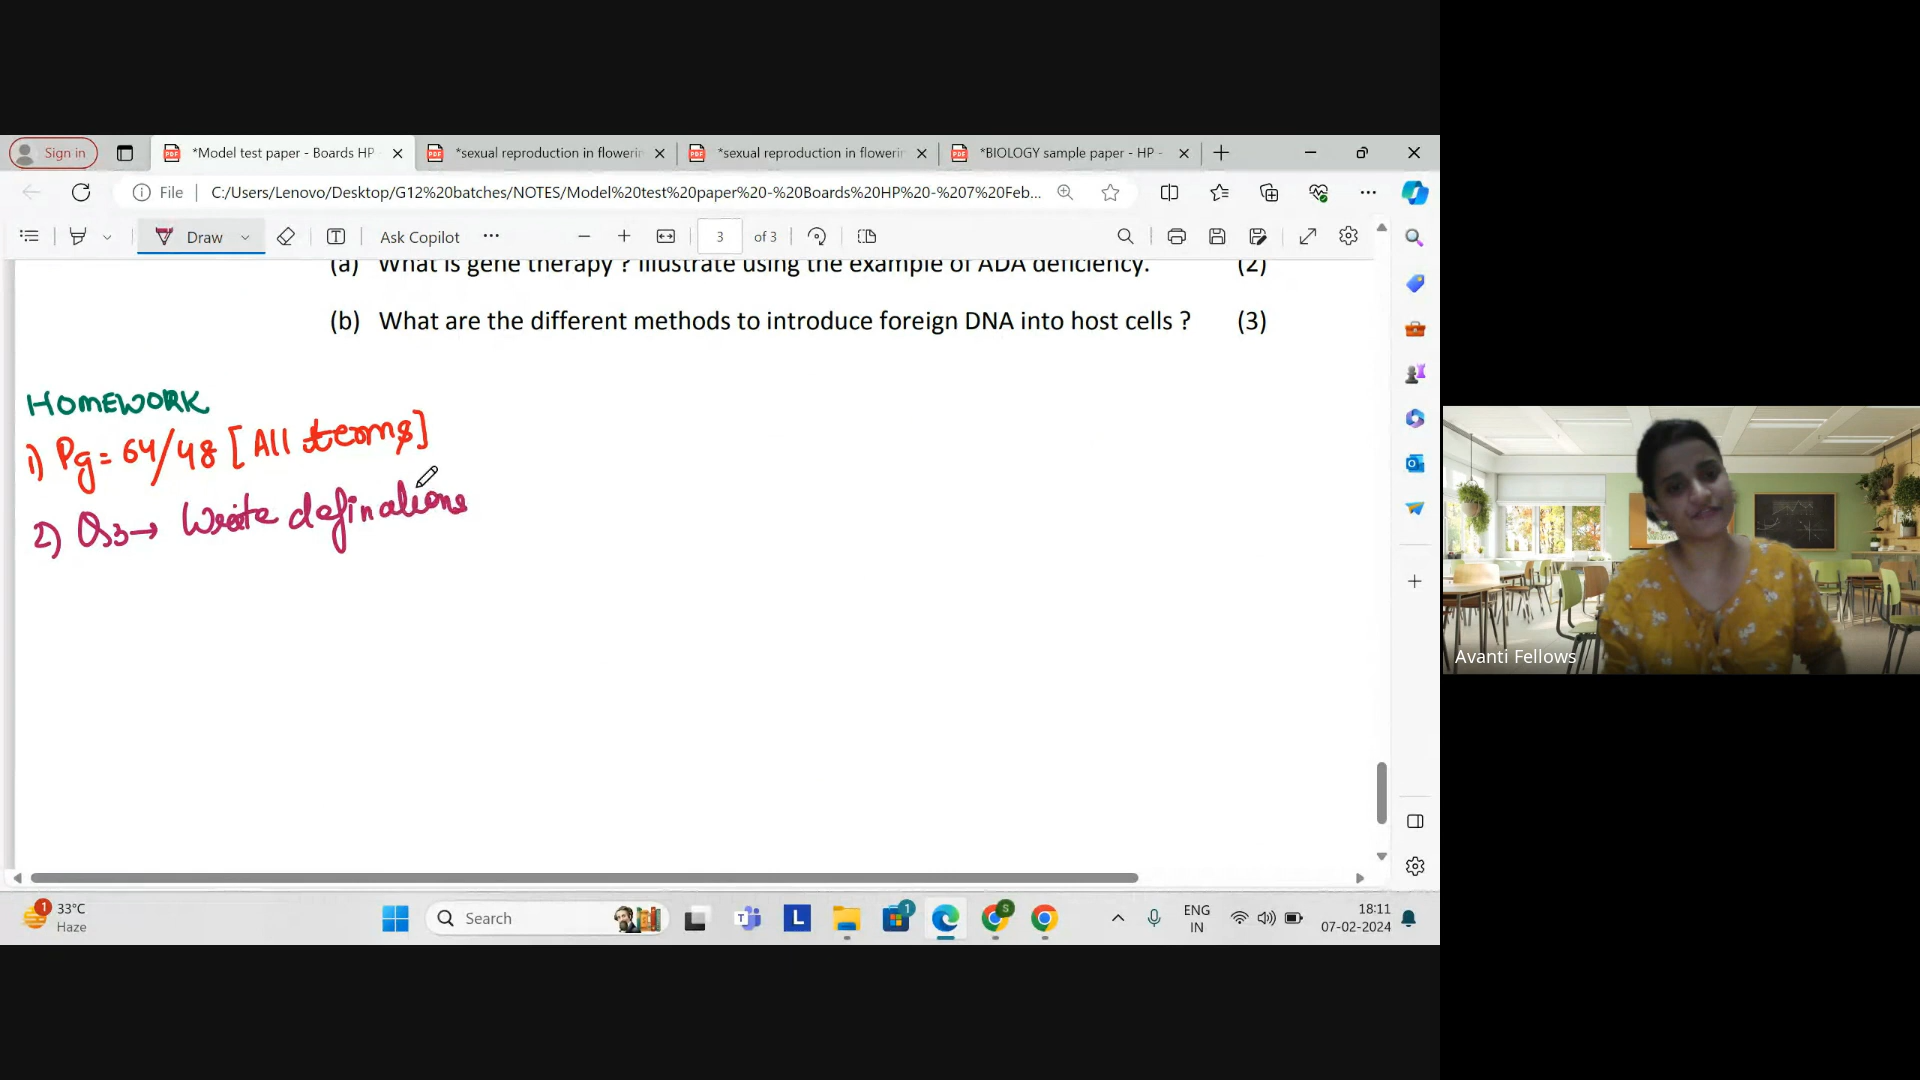 Sign in
*Model test paper - Boards HP
*sexual reproduction in flowerin
*sexual reproduction in flowerin
*BIOLOGY sample paper - HP -
File
C:/Users/Lenovo/Desktop/G12%20batches/NOTES/Model%20test%20paper%20-%20Boards%20HP%20-%207%20Feb...
Draw
Ask Copilot
3 of 3
(a) What is gene therapy ? Illustrate using the example of ADA deficiency. (2)
(b) What are the different methods to introduce foreign DNA into host cells ? (3)
HOMEWORK
1) Pg = 64/48 [All terms]
2) Q3 → Write definations
Avanti Fellows
1
33°C
Haze
Search
T
L
1
S
ENG
IN
18:11
07-02-2024